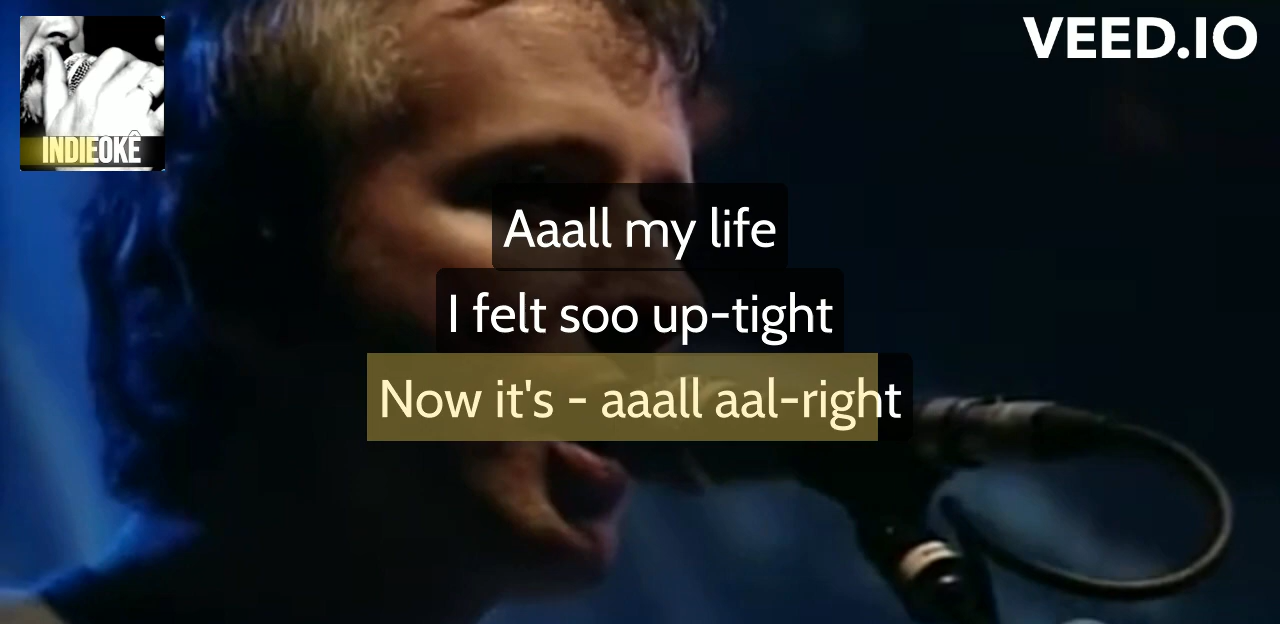 VEED.IO
INDIEOKÊ
Aaall my life
I felt soo up-tight
Now it's - aaall aal-right